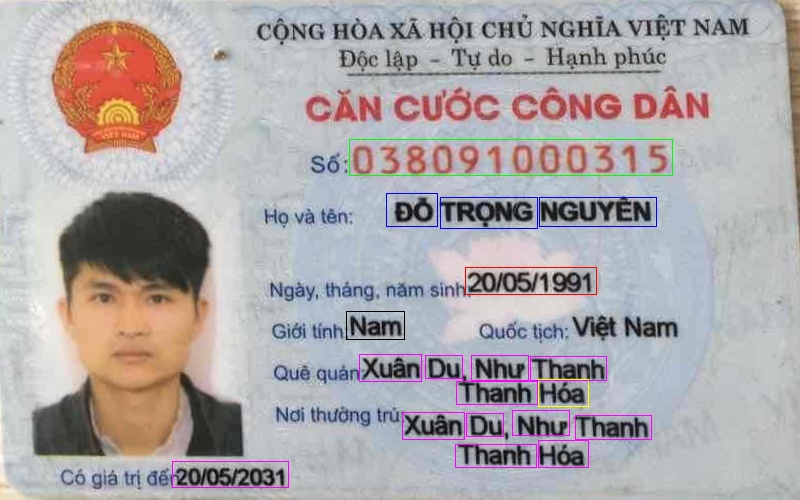 CỘNG HÒA XÃ HỘI CHỦ NGHĨA VIỆT NAM
Độc lập - Tự do - Hạnh phúc
CĂN CƯỚC CÔNG DÂN
Số: 038091000315
Họ và tên: ĐỖ TRỌNG NGUYÊN
Ngày, tháng, năm sinh: 20/05/1991
Giới tính: Nam Quốc tịch: Việt Nam
Quê quán: Xuân Du, Như Thanh
Thanh Hóa
Nơi thường trú: Xuân Du, Như Thanh
Thanh Hóa
Có giá trị đến: 20/05/2031
VIỆT NAM